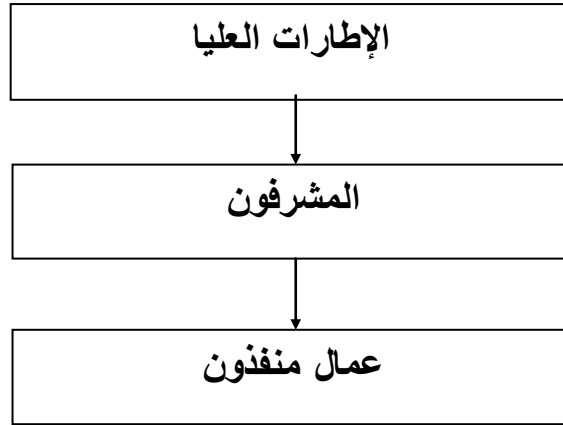 الإطارات العليا
المشرفون
عمال منفذون